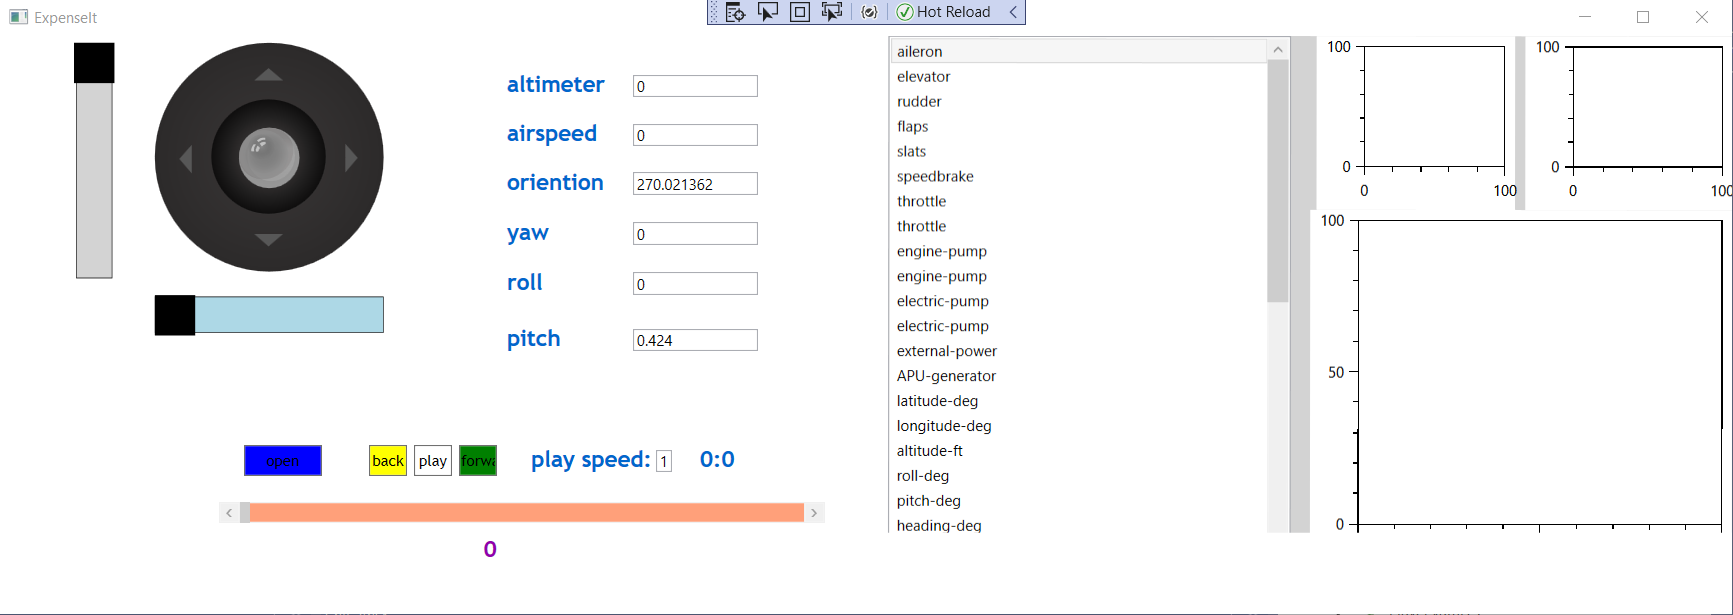 ExpenseIt
Hot Reload
altimeter 0
airspeed 0
oriention 270.021362
yaw 0
roll 0
pitch 0.424
open back play forw play speed: 1 0:0
0
aileron
elevator
rudder
flaps
slats
speedbrake
throttle
throttle
engine-pump
engine-pump
electric-pump
electric-pump
external-power
APU-generator
latitude-deg
longitude-deg
altitude-ft
roll-deg
pitch-deg
heading-deg
100
0
0 100
100
0
0 100
100
50
0